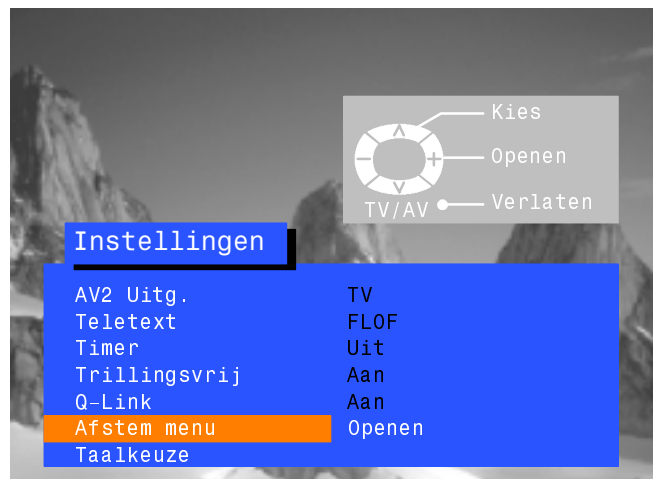 Kies
Openen
TV/AV Verlaten
Instellingen
AV2 Uitg. TV
Teletext FLOF
Timer Uit
Trillingsvrij Aan
Q-Link Aan
Afstem menu Openen
Taalkeuze